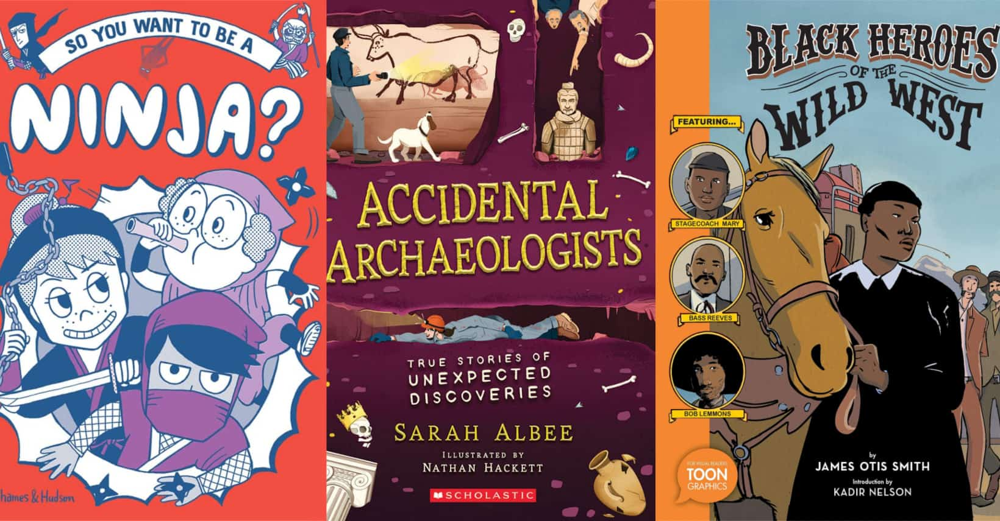 SO YOU WANT TO BE A
NINJA?
hames & Hudson
ACCIDENTAL
ARCHAEOLOGISTS
TRUE STORIES OF
UNEXPECTED
DISCOVERIES
SARAH ALBEE
ILLUSTRATED BY
NATHAN HACKETT
SCHOLASTIC
BLACK HEROES
OF THE
WILD WEST
FEATURING...
STAGECOACH MARY
BASS REEVES
BOB LEMMONS
FOR VISUAL READERS
TOON
GRAPHICS
by
JAMES OTIS SMITH
Introduction by
KADIR NELSON